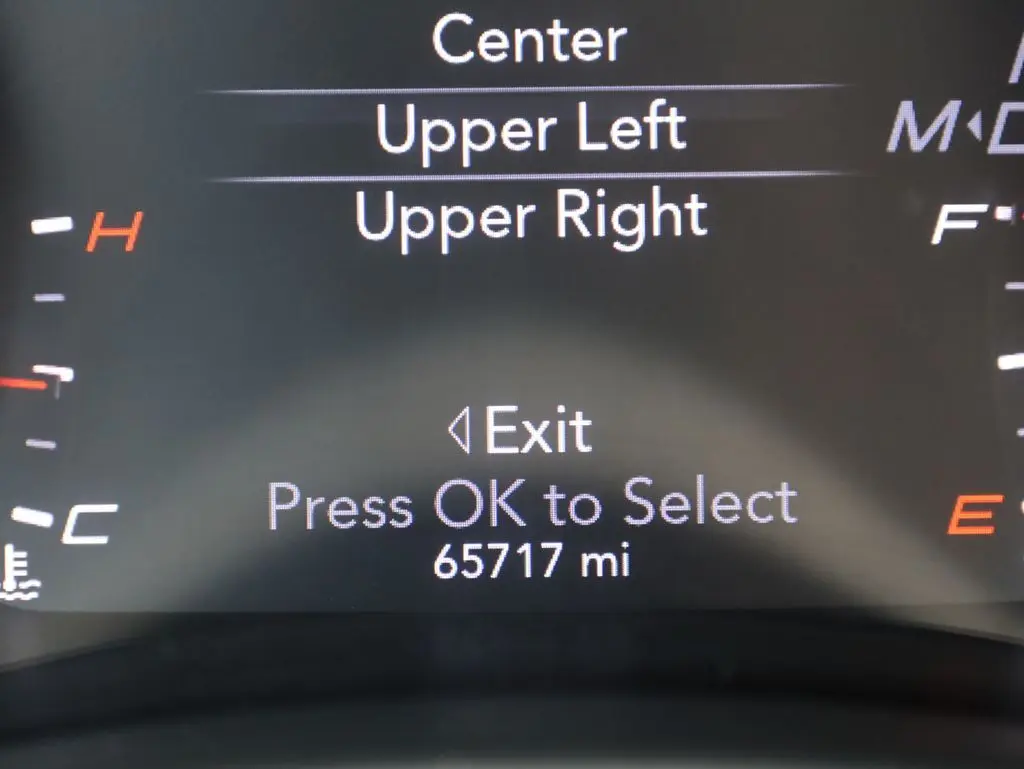 Center
Upper Left
M
Upper Right
H
F
Exit
Press OK to Select
C
E
65717 mi